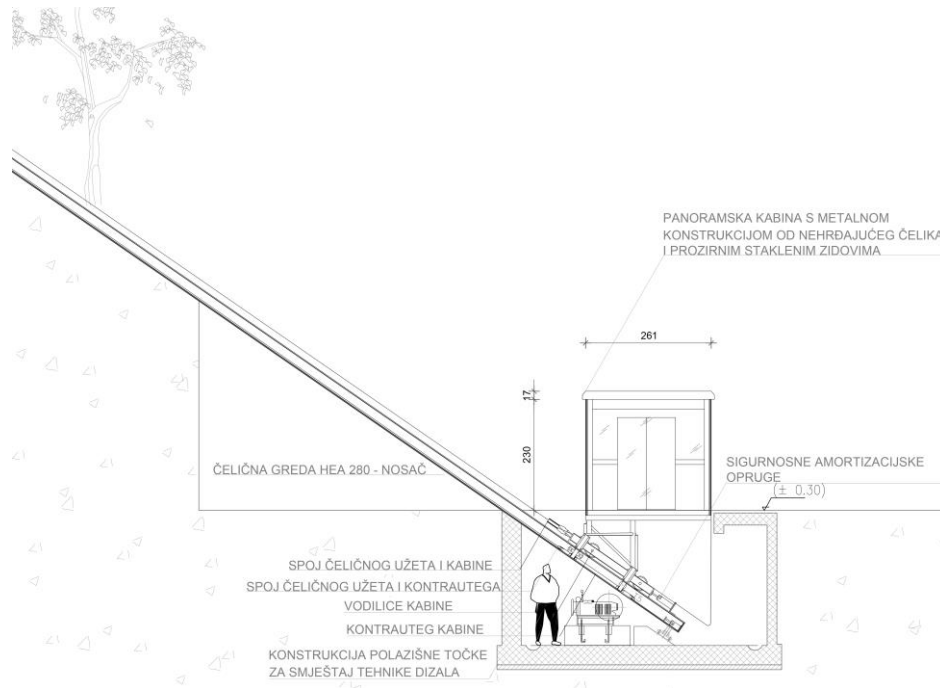 PANORAMSKA KABINA S METALNOM
KONSTRUKCIJOM OD NEHRĐAJUĆEG ČELIKA
I PROZIRNIM STAKLENIM ZIDOVIMA
261
17
230
ČELIČNA GREDA HEA 280 - NOSAČ
SIGURNOSNE AMORTIZACIJSKE
OPRUGE
(± 0.30)
SPOJ ČELIČNOG UŽETA I KABINE
SPOJ ČELIČNOG UŽETA I KONTRAUTEGA
VODILICE KABINE
KONTRAUTEG KABINE
KONSTRUKCIJA POLAZIŠNE TOČKE
ZA SMJEŠTAJ TEHNIKE DIZALA